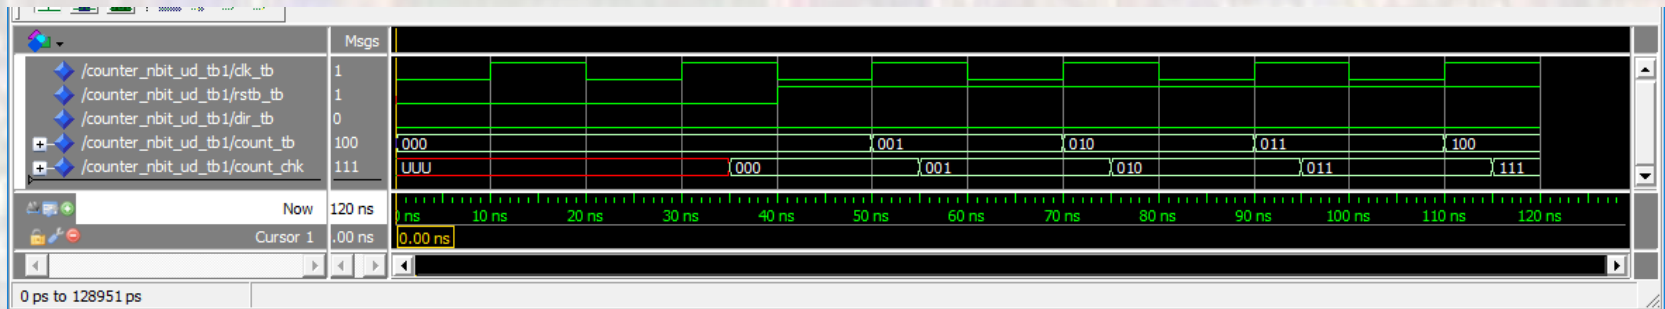 Msgs
/counter_nbit_ud_tb1/clk_tb 1
/counter_nbit_ud_tb1/rstb_tb 1
/counter_nbit_ud_tb1/dir_tb 0
/counter_nbit_ud_tb1/count_tb 100 000 001 010 011 100
/counter_nbit_ud_tb1/count_chk 111 UUU 000 001 010 011 111
Now 120 ns ns 10 ns 20 ns 30 ns 40 ns 50 ns 60 ns 70 ns 80 ns 90 ns 100 ns 110 ns 120 ns
Cursor 1 .00 ns 0.00 ns
0 ps to 128951 ps